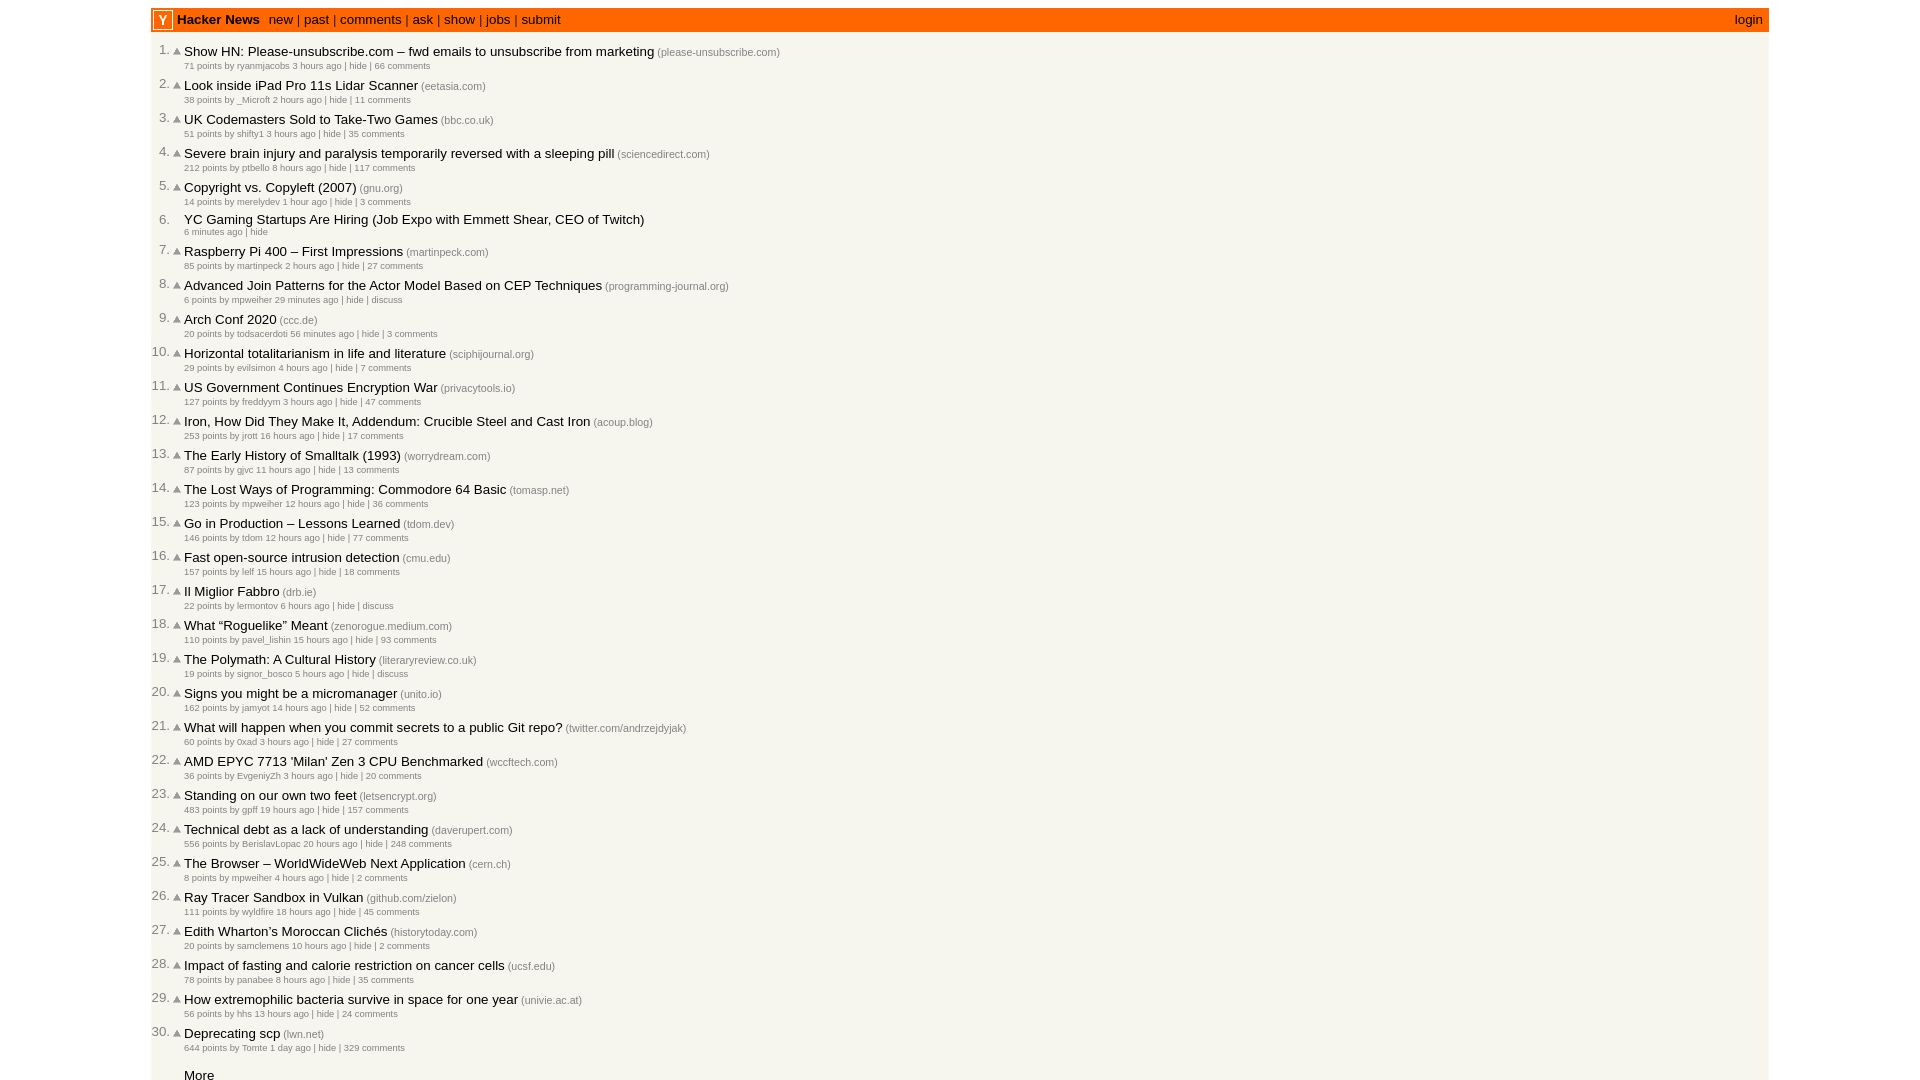 Y Hacker News new | past | comments | ask | show | jobs | submit login
1. Show HN: Please-unsubscribe.com – fwd emails to unsubscribe from marketing (please-unsubscribe.com)
71 points by ryanmjacobs 3 hours ago | hide | 66 comments
2. Look inside iPad Pro 11s Lidar Scanner (eetasia.com)
38 points by _Microft 2 hours ago | hide | 11 comments
3. UK Codemasters Sold to Take-Two Games (bbc.co.uk)
51 points by shifty1 3 hours ago | hide | 35 comments
4. Severe brain injury and paralysis temporarily reversed with a sleeping pill (sciencedirect.com)
212 points by ptbello 8 hours ago | hide | 117 comments
5. Copyright vs. Copyleft (2007) (gnu.org)
14 points by merelydev 1 hour ago | hide | 3 comments
6. YC Gaming Startups Are Hiring (Job Expo with Emmett Shear, CEO of Twitch)
6 minutes ago | hide
7. Raspberry Pi 400 – First Impressions (martinpeck.com)
85 points by martinpeck 2 hours ago | hide | 27 comments
8. Advanced Join Patterns for the Actor Model Based on CEP Techniques (programming-journal.org)
6 points by mpweiher 29 minutes ago | hide | discuss
9. Arch Conf 2020 (ccc.de)
20 points by todsacerdoti 56 minutes ago | hide | 3 comments
10. Horizontal totalitarianism in life and literature (sciphijournal.org)
29 points by evilsimon 4 hours ago | hide | 7 comments
11. US Government Continues Encryption War (privacytools.io)
127 points by freddyym 3 hours ago | hide | 47 comments
12. Iron, How Did They Make It, Addendum: Crucible Steel and Cast Iron (acoup.blog)
253 points by jrott 16 hours ago | hide | 17 comments
13. The Early History of Smalltalk (1993) (worrydream.com)
87 points by gjvc 11 hours ago | hide | 13 comments
14. The Lost Ways of Programming: Commodore 64 Basic (tomasp.net)
123 points by mpweiher 12 hours ago | hide | 36 comments
15. Go in Production – Lessons Learned (tdom.dev)
146 points by tdom 12 hours ago | hide | 77 comments
16. Fast open-source intrusion detection (cmu.edu)
157 points by lelf 15 hours ago | hide | 18 comments
17. Il Miglior Fabbro (drb.ie)
22 points by lermontov 6 hours ago | hide | discuss
18. What “Roguelike” Meant (zenorogue.medium.com)
110 points by pavel_lishin 15 hours ago | hide | 93 comments
19. The Polymath: A Cultural History (literaryreview.co.uk)
19 points by signor_bosco 5 hours ago | hide | discuss
20. Signs you might be a micromanager (unito.io)
162 points by jamyot 14 hours ago | hide | 52 comments
21. What will happen when you commit secrets to a public Git repo? (twitter.com/andrzejdyjak)
60 points by 0xad 3 hours ago | hide | 27 comments
22. AMD EPYC 7713 'Milan' Zen 3 CPU Benchmarked (wccftech.com)
36 points by EvgeniyZh 3 hours ago | hide | 20 comments
23. Standing on our own two feet (letsencrypt.org)
483 points by gpff 19 hours ago | hide | 157 comments
24. Technical debt as a lack of understanding (daverupert.com)
556 points by BerislavLopac 20 hours ago | hide | 248 comments
25. The Browser – WorldWideWeb Next Application (cern.ch)
8 points by mpweiher 4 hours ago | hide | 2 comments
26. Ray Tracer Sandbox in Vulkan (github.com/zielon)
111 points by wyldfire 18 hours ago | hide | 45 comments
27. Edith Wharton’s Moroccan Clichés (historytoday.com)
20 points by samclemens 10 hours ago | hide | 2 comments
28. Impact of fasting and calorie restriction on cancer cells (ucsf.edu)
78 points by panabee 8 hours ago | hide | 35 comments
29. How extremophilic bacteria survive in space for one year (univie.ac.at)
56 points by hhs 13 hours ago | hide | 24 comments
30. Deprecating scp (lwn.net)
644 points by Tomte 1 day ago | hide | 329 comments
More